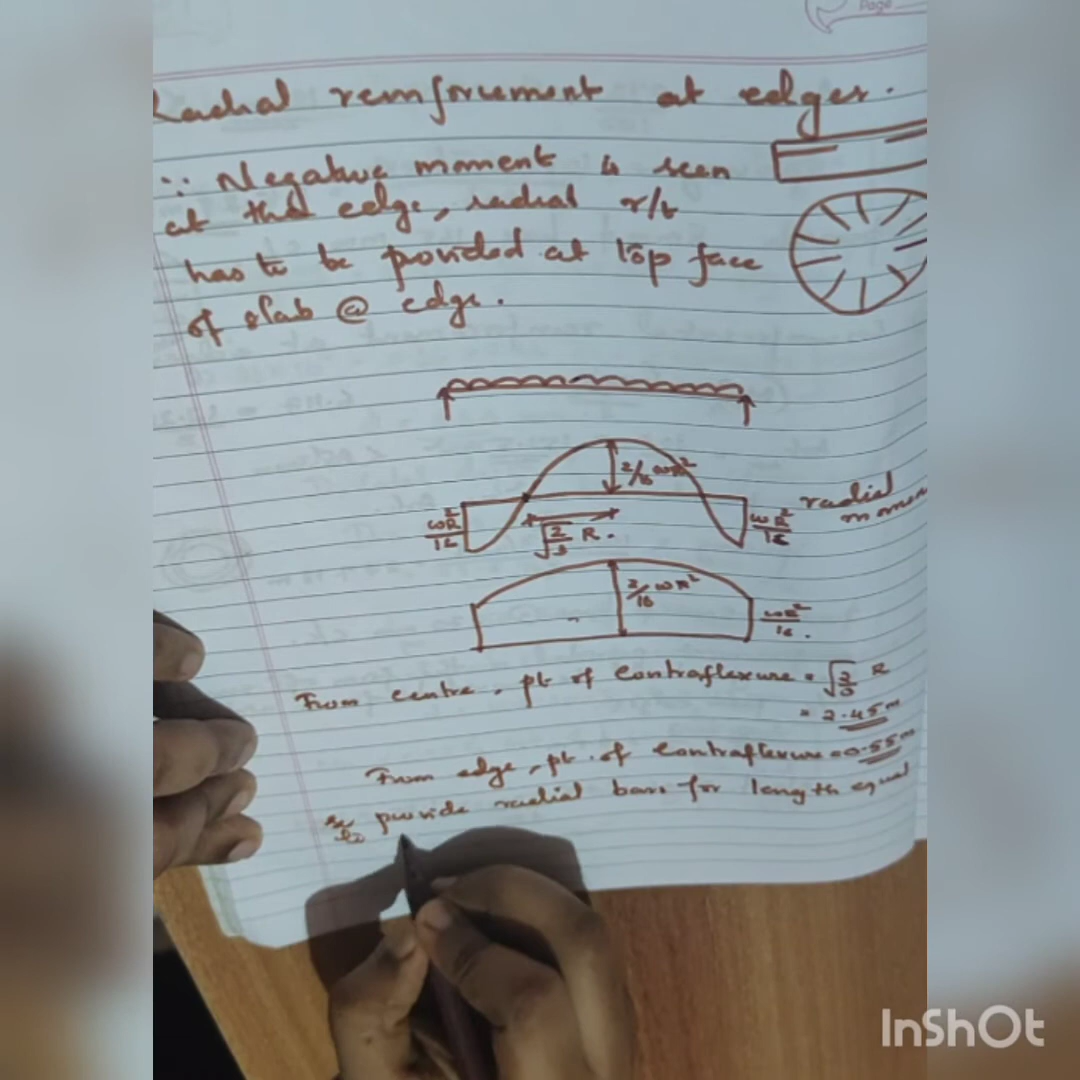 Page
Radial reinforcement at edges.
∵ Negative moment is seen
at the edge, radial r/t
has to be provided at top face
of slab @ edge.
2/16 wR²
radial
moment
wR²/16
√2/3 R.
wR²/16
3/16 wR²
wR²/16.
From centre, pt of contraflexure = √2/3 R
= 2.45m
From edge, pt. of contraflexure = 0.55m
provide radial bars for length equal
to
InShOt